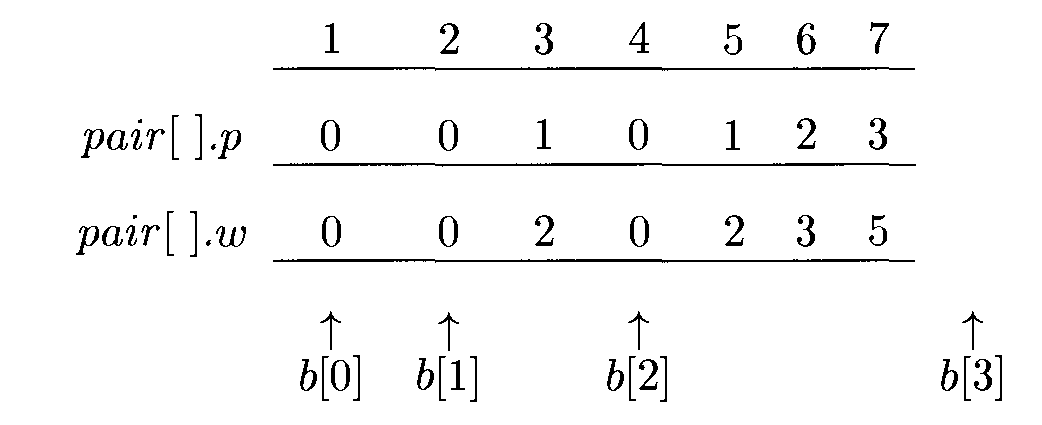 1 2 3 4 5 6 7
pair[ ].p 0 0 1 0 1 2 3
pair[ ].w 0 0 2 0 2 3 5
↑ ↑ ↑ ↑
b[0] b[1] b[2] b[3]